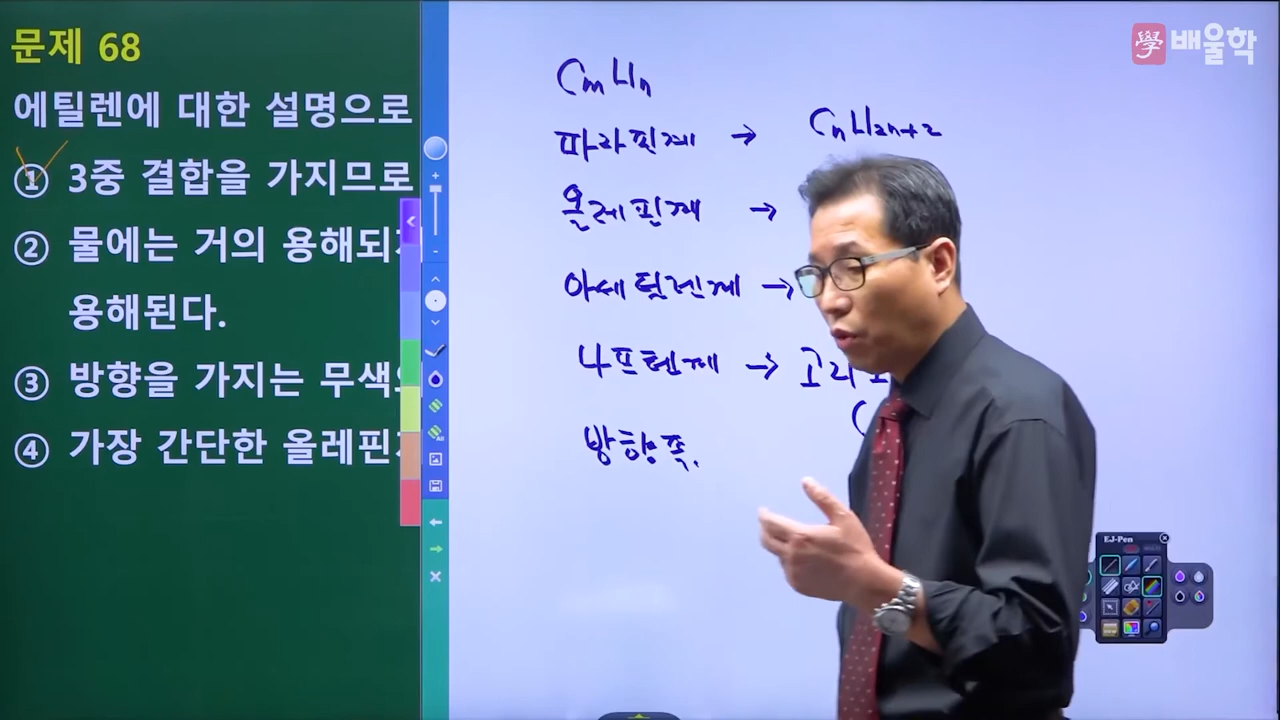 문제 68
에틸렌에 대한 설명으로
① 3중 결합을 가지므로
② 물에는 거의 용해되지
용해된다.
③ 방향을 가지는 무색의
④ 가장 간단한 올레핀계
CmHn
파라핀계 → CnH2n+2
올레핀계 →
아세틸렌계 →
나프텐계 → 고리고
(
방향족.
學 배울학
EJ-Pen